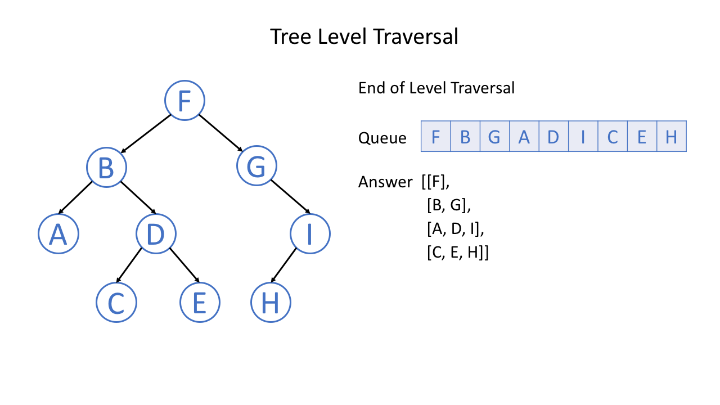 Tree Level Traversal
F
B
G
A
D
I
C
E
H
End of Level Traversal
Queue F B G A D I C E H
Answer [[F],
[B, G],
[A, D, I],
[C, E, H]]